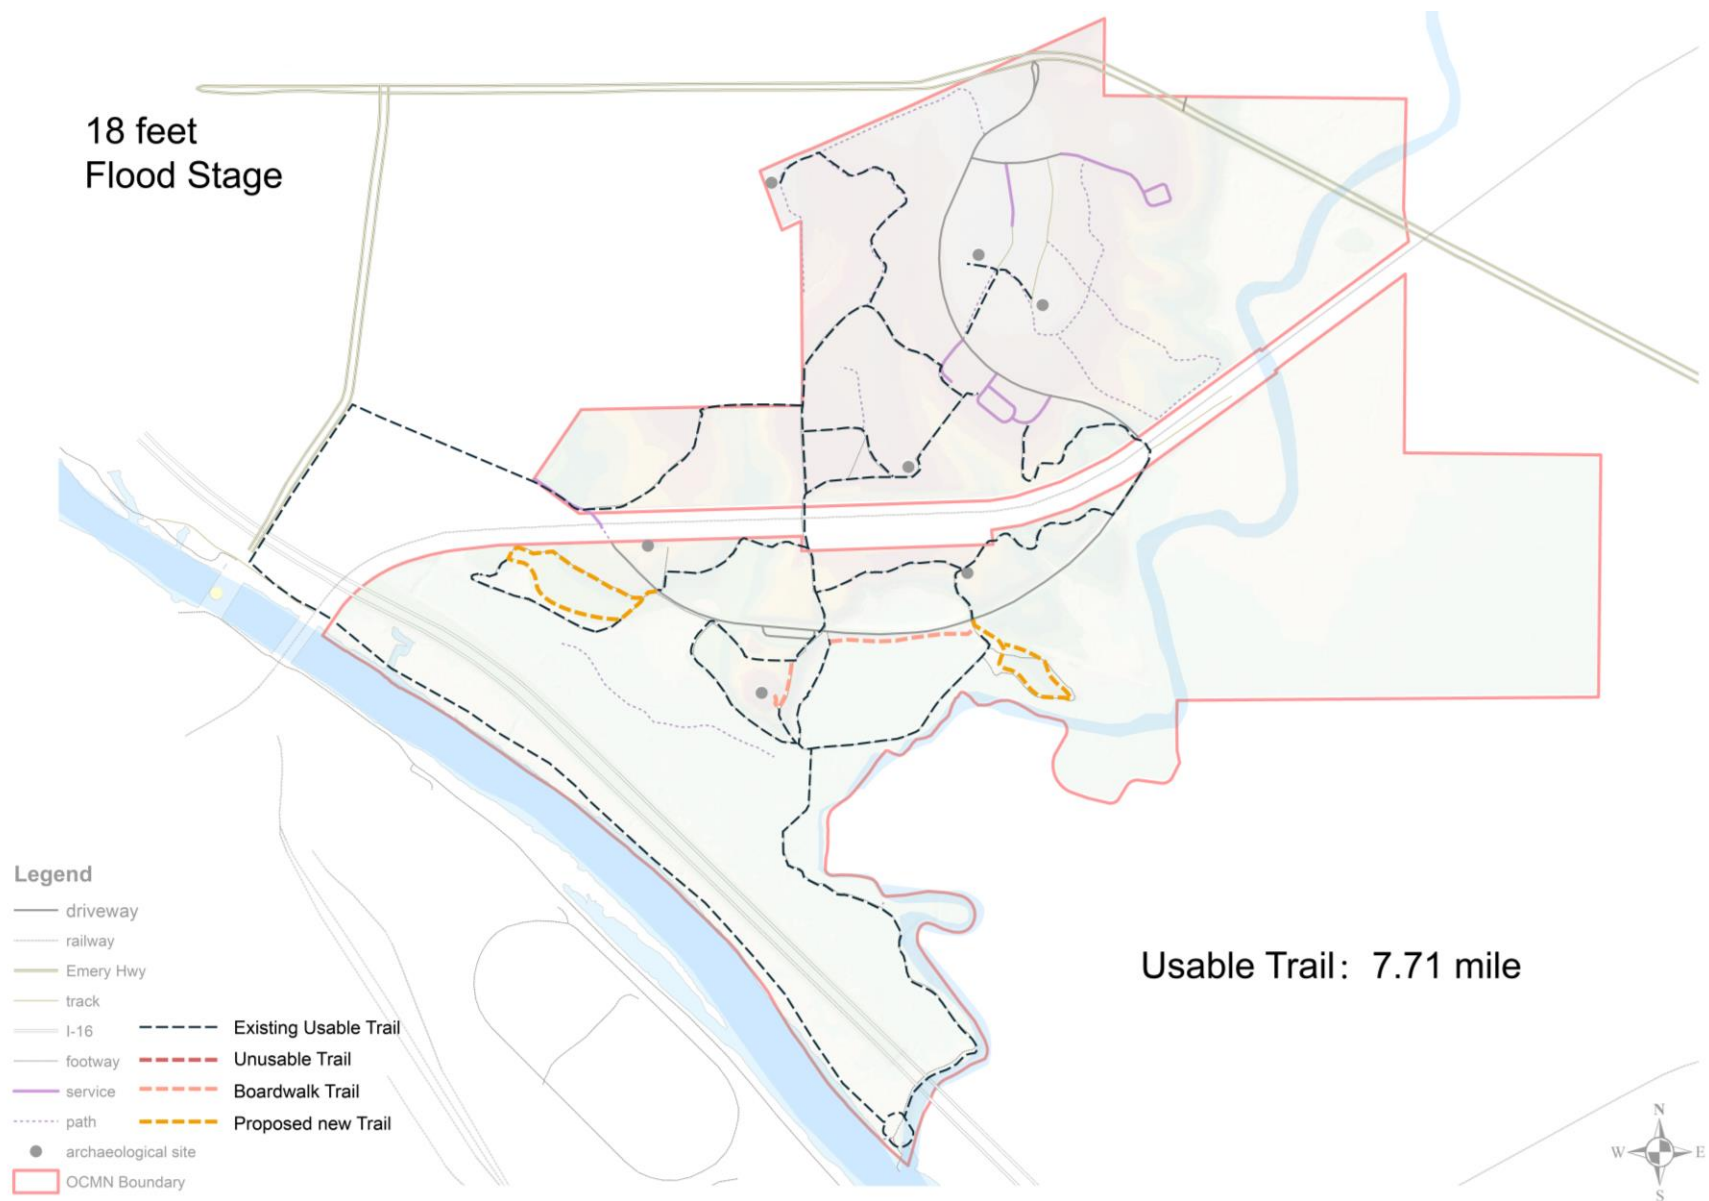 18 feet
Flood Stage
Usable Trail: 7.71 mile
Legend
driveway
railway
Emery Hwy
track
I-16
footway
service
path
archaeological site
OCMN Boundary
Existing Usable Trail
Unusable Trail
Boardwalk Trail
Proposed new Trail
N
W E
S